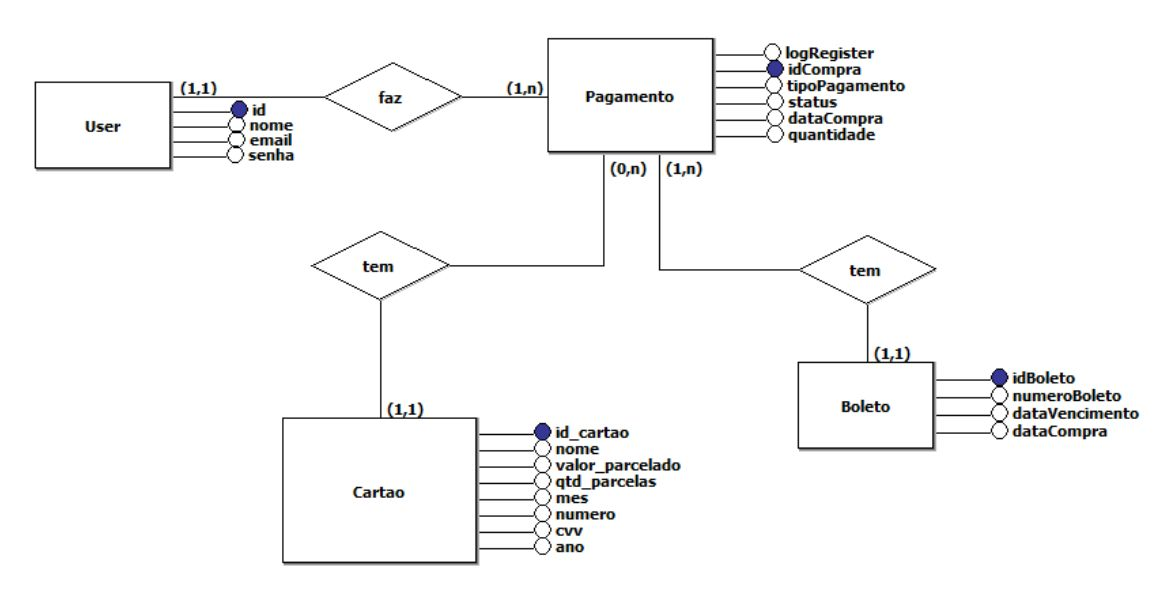 User
(1,1)
id
nome
email
senha
faz
(1,n)
Pagamento
logRegister
idCompra
tipoPagamento
status
dataCompra
quantidade
(0,n)
(1,n)
tem
tem
(1,1)
Boleto
idBoleto
numeroBoleto
dataVencimento
dataCompra
(1,1)
Cartao
id_cartao
nome
valor_parcelado
qtd_parcelas
mes
numero
cvv
ano